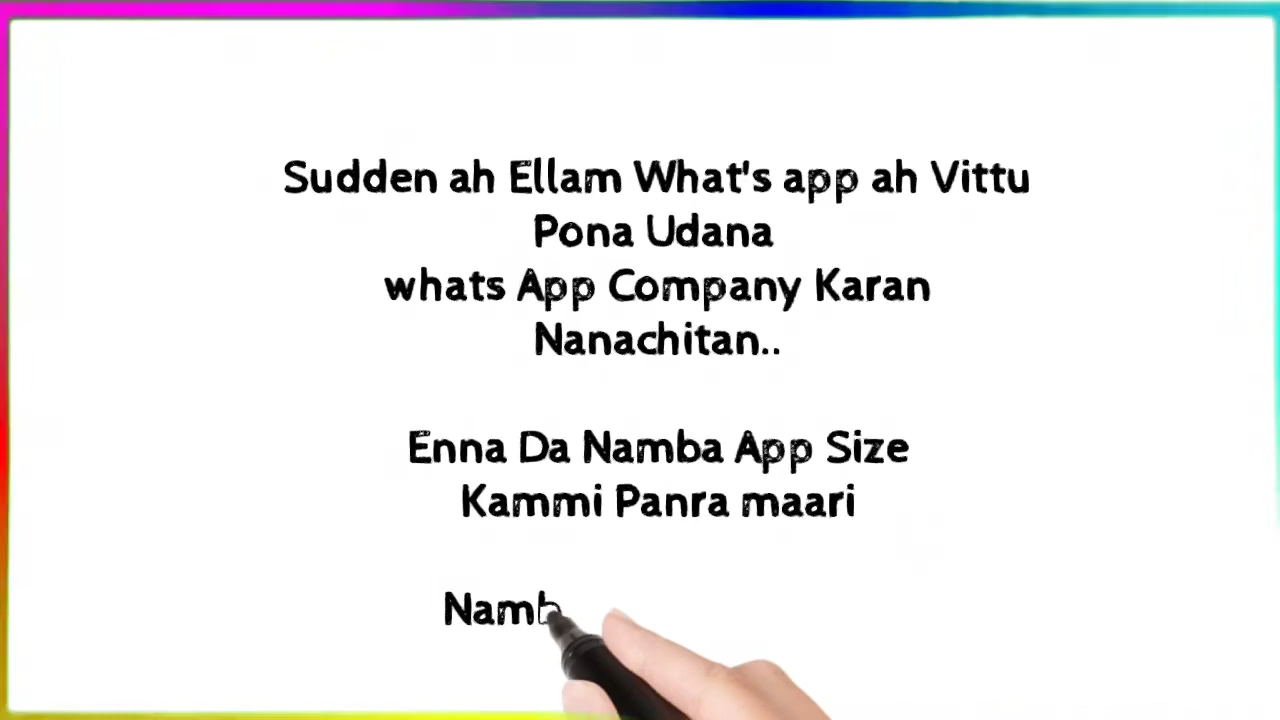 Sudden ah Ellam What's app ah Vittu
Pona Udana
whats App Company Karan
Nanachitan..
Enna Da Namba App Size
Kammi Panra maari
Namb